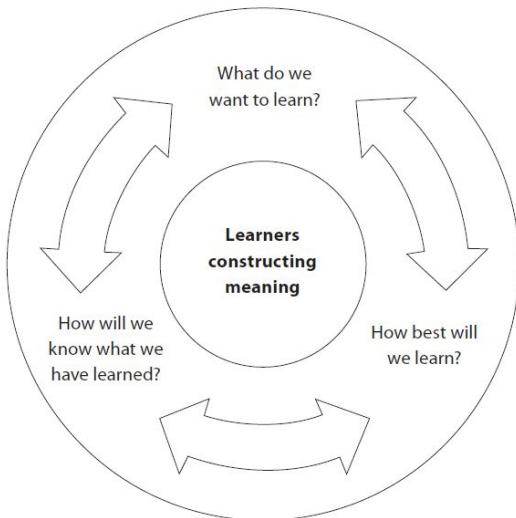 What do we
want to learn?
Learners
constructing
meaning
How will we
know what we
have learned?
How best will
we learn?